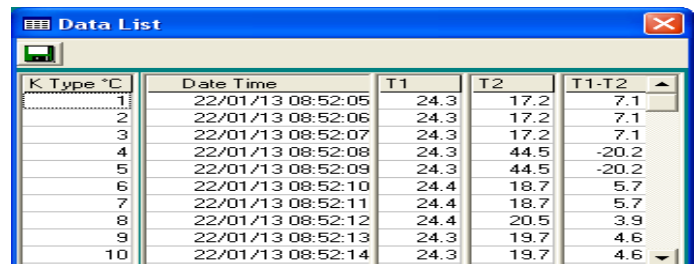 Data List
K Type °C Date Time T1 T2 T1-T2
1 22/01/13 08:52:05 24.3 17.2 7.1
2 22/01/13 08:52:06 24.3 17.2 7.1
3 22/01/13 08:52:07 24.3 17.2 7.1
4 22/01/13 08:52:08 24.3 44.5 -20.2
5 22/01/13 08:52:09 24.3 44.5 -20.2
6 22/01/13 08:52:10 24.4 18.7 5.7
7 22/01/13 08:52:11 24.4 18.7 5.7
8 22/01/13 08:52:12 24.4 20.5 3.9
9 22/01/13 08:52:13 24.3 19.7 4.6
10 22/01/13 08:52:14 24.3 19.7 4.6